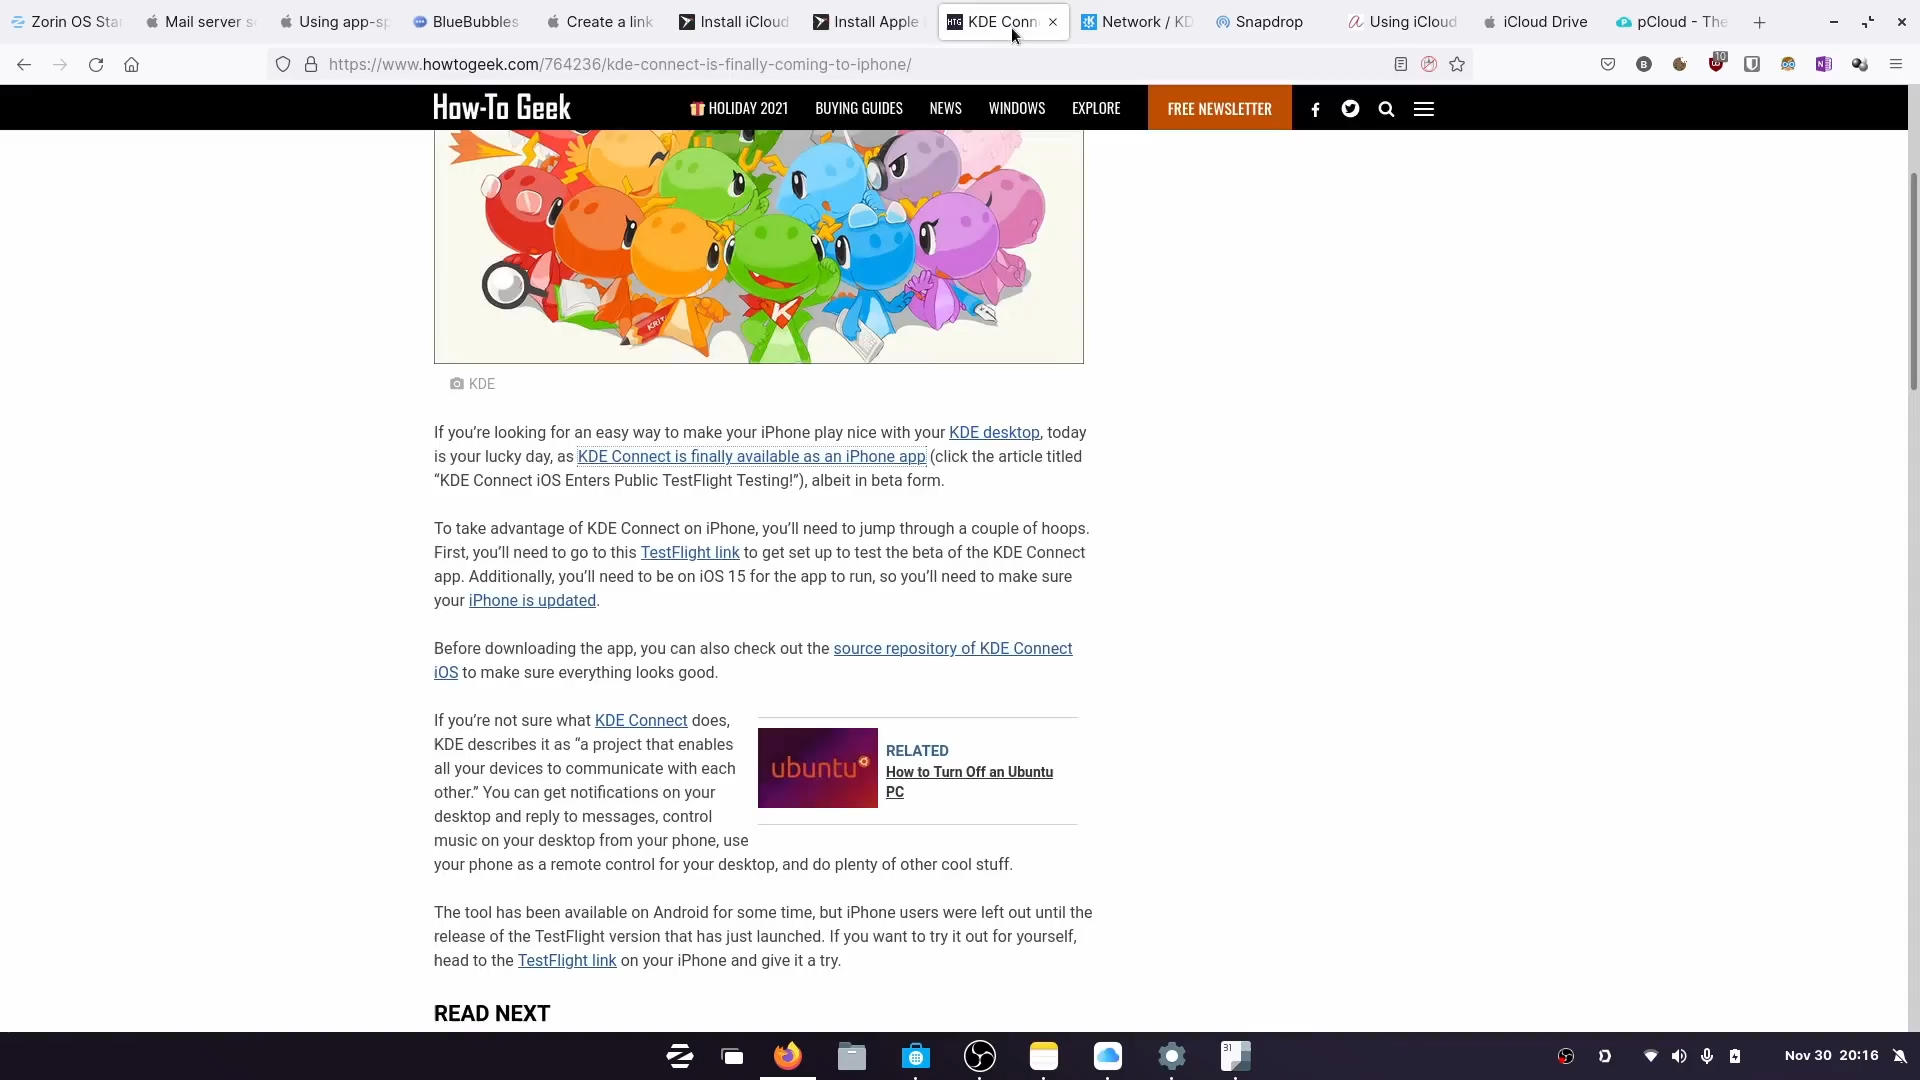 Zorin OS Sta
Mail server s
Using app-sp
BlueBubbles
Create a link
Install iCloud
Install Apple
HTG KDE Conn
Network / KD
Snapdrop
Using iCloud
iCloud Drive
pCloud - The
https://www.howtogeek.com/764236/kde-connect-is-finally-coming-to-iphone/
10
How-To Geek
HOLIDAY 2021
BUYING GUIDES
NEWS
WINDOWS
EXPLORE
FREE NEWSLETTER
KRITA
K
KDE
If you’re looking for an easy way to make your iPhone play nice with your KDE desktop, today
is your lucky day, as KDE Connect is finally available as an iPhone app (click the article titled
“KDE Connect iOS Enters Public TestFlight Testing!”), albeit in beta form.
To take advantage of KDE Connect on iPhone, you’ll need to jump through a couple of hoops.
First, you’ll need to go to this TestFlight link to get set up to test the beta of the KDE Connect
app. Additionally, you’ll need to be on iOS 15 for the app to run, so you’ll need to make sure
your iPhone is updated.
Before downloading the app, you can also check out the source repository of KDE Connect
iOS to make sure everything looks good.
If you’re not sure what KDE Connect does,
KDE describes it as “a project that enables
all your devices to communicate with each
other.” You can get notifications on your
desktop and reply to messages, control
music on your desktop from your phone, use
your phone as a remote control for your desktop, and do plenty of other cool stuff.
ubuntu
RELATED
How to Turn Off an Ubuntu
PC
The tool has been available on Android for some time, but iPhone users were left out until the
release of the TestFlight version that has just launched. If you want to try it out for yourself,
head to the TestFlight link on your iPhone and give it a try.
READ NEXT
31
Nov 30 20:16